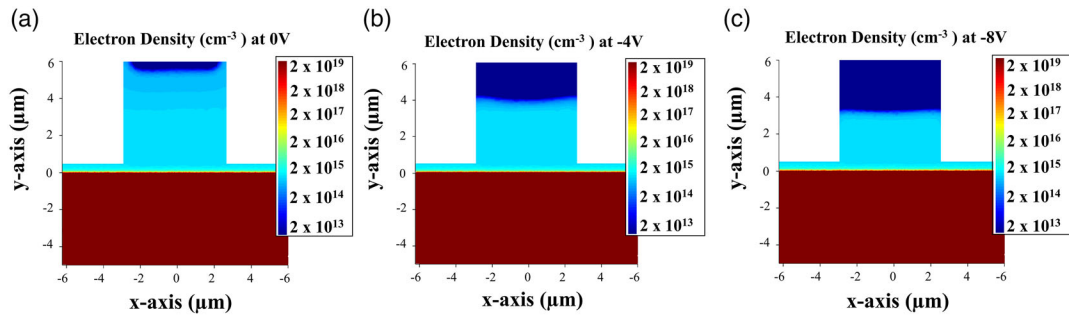 (a)
Electron Density (cm⁻³ ) at 0V
2 x 10¹⁹
2 x 10¹⁸
2 x 10¹⁷
2 x 10¹⁶
2 x 10¹⁵
2 x 10¹⁴
2 x 10¹³
6
4
2
0
-2
-4
y-axis (μm)
-6 -4 -2 0 2 4 -6
x-axis (μm)
(b)
Electron Density (cm⁻³ ) at -4V
2 x 10¹⁹
2 x 10¹⁸
2 x 10¹⁷
2 x 10¹⁶
2 x 10¹⁵
2 x 10¹⁴
2 x 10¹³
6
4
2
0
-2
-4
y-axis (μm)
-6 -4 -2 0 2 4 -6
x-axis (μm)
(c)
Electron Density (cm⁻³ ) at -8V
2 x 10¹⁹
2 x 10¹⁸
2 x 10¹⁷
2 x 10¹⁶
2 x 10¹⁵
2 x 10¹⁴
2 x 10¹³
6
4
2
0
-2
-4
y-axis (μm)
-6 -4 -2 0 2 4 -6
x-axis (μm)